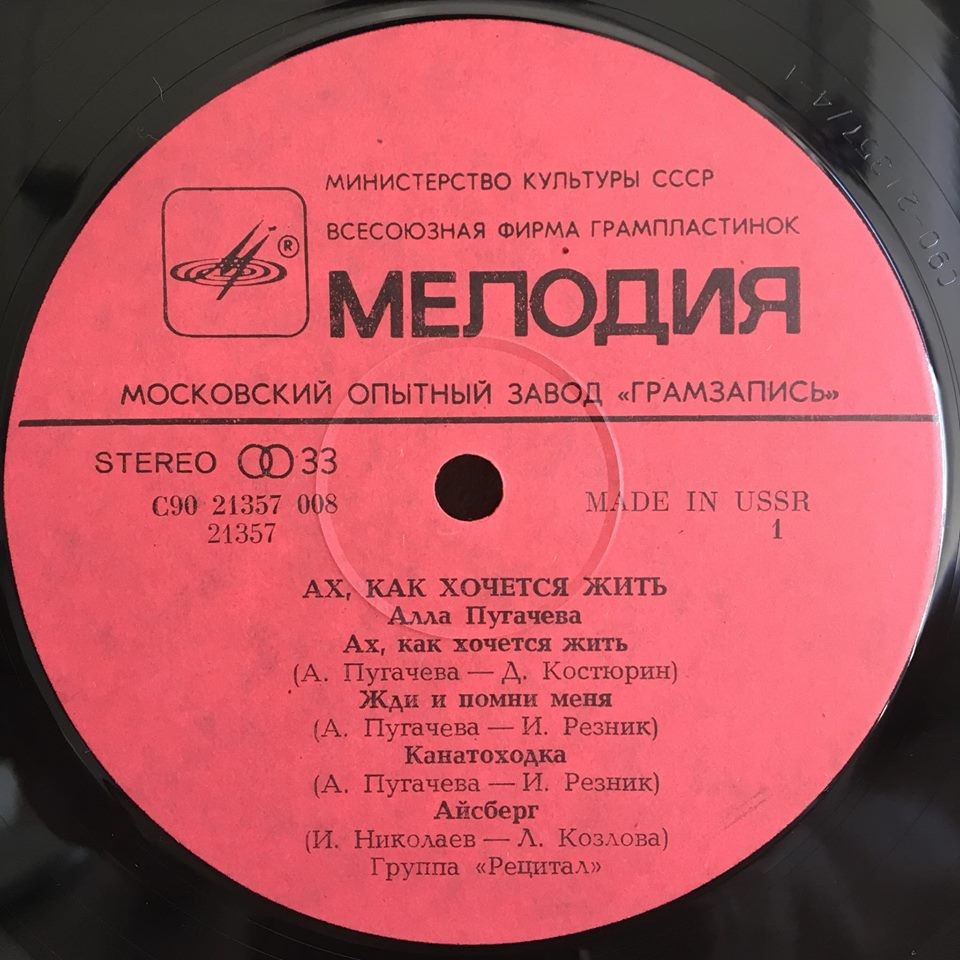 МИНИСТЕРСТВО КУЛЬТУРЫ СССР
ВСЕСОЮЗНАЯ ФИРМА ГРАМПЛАСТИНОК
®
МЕЛОДИЯ
МОСКОВСКИЙ ОПЫТНЫЙ ЗАВОД «ГРАМЗАПИСЬ»
STEREO 33
С90 21357 008
21357
MADE IN USSR
1
АХ, КАК ХОЧЕТСЯ ЖИТЬ
Алла Пугачева
Ах, как хочется жить
(А. Пугачева — Д. Костюрин)
Жди и помни меня
(А. Пугачева — И. Резник)
Канатоходка
(А. Пугачева — И. Резник)
Айсберг
(И. Николаев — Л. Козлова)
Группа «Рецитал»